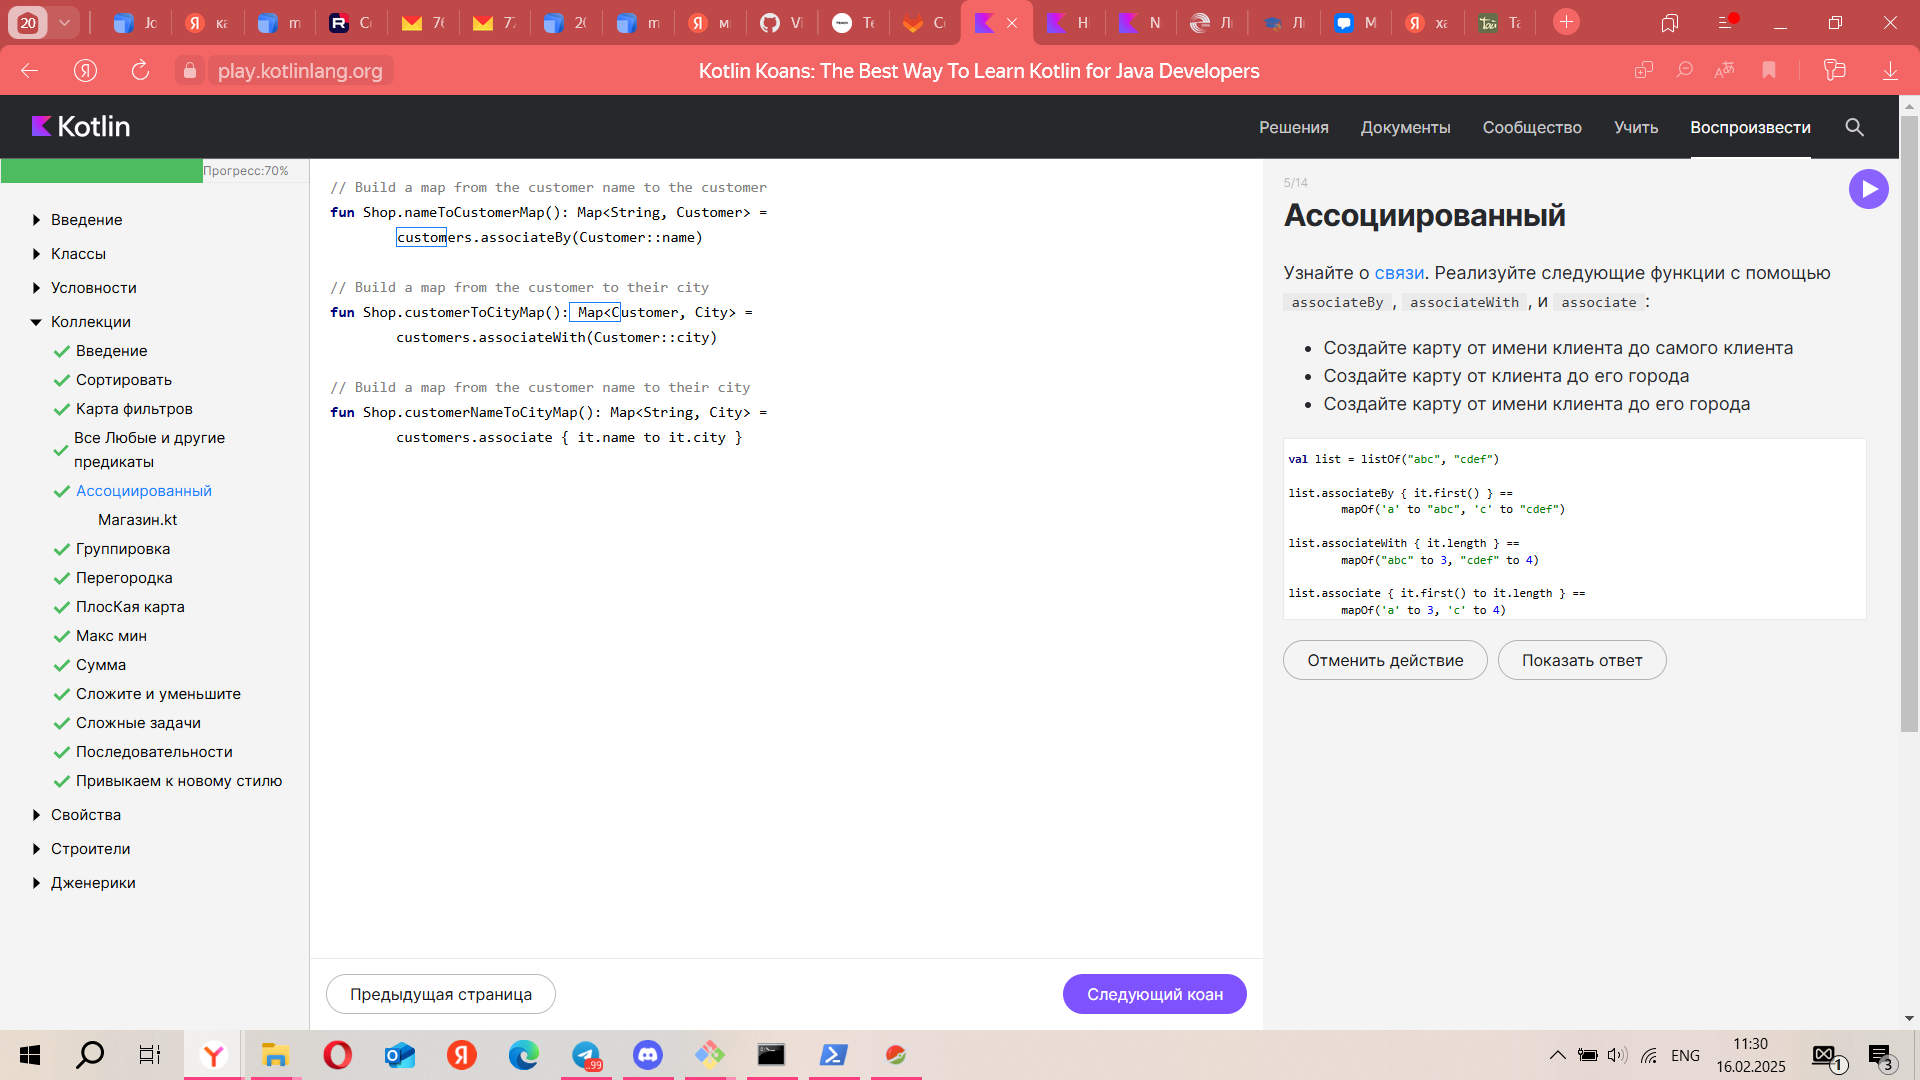 20
Jc
ка
m
Сс
76
77
20
m
ми
Vi
Te
Cc
H
N
Ли
Ли
М
ха
Ta
play.kotlinlang.org
Kotlin Koans: The Best Way To Learn Kotlin for Java Developers
Kotlin
Решения
Документы
Сообщество
Учить
Воспроизвести
Прогресс:70%
Введение
Классы
Условности
Коллекции
Введение
Сортировать
Карта фильтров
Все Любые и другие
предикаты
Ассоциированный
Магазин.kt
Группировка
Перегородка
ПлосКая карта
Макс мин
Сумма
Сложите и уменьшите
Сложные задачи
Последовательности
Привыкаем к новому стилю
Свойства
Строители
Дженерики
// Build a map from the customer name to the customer
fun Shop.nameToCustomerMap(): Map<String, Customer> =
customers.associateBy(Customer::name)
// Build a map from the customer to their city
fun Shop.customerToCityMap(): Map<Customer, City> =
customers.associateWith(Customer::city)
// Build a map from the customer name to their city
fun Shop.customerNameToCityMap(): Map<String, City> =
customers.associate { it.name to it.city }
Предыдущая страница
Следующий коан
5/14
Ассоциированный
Узнайте о связи. Реализуйте следующие функции с помощью
associateBy , associateWith , и associate :
• Создайте карту от имени клиента до самого клиента
• Создайте карту от клиента до его города
• Создайте карту от имени клиента до его города
val list = listOf("abc", "cdef")
list.associateBy { it.first() } ==
mapOf('a' to "abc", 'c' to "cdef")
list.associateWith { it.length } ==
mapOf("abc" to 3, "cdef" to 4)
list.associate { it.first() to it.length } ==
mapOf('a' to 3, 'c' to 4)
Отменить действие
Показать ответ
..99
ENG
11:30
16.02.2025
1
3